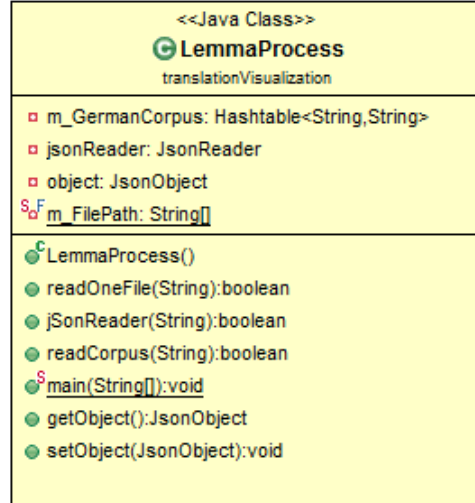 <<Java Class>>
C LemmaProcess
translationVisualization
m_GermanCorpus: Hashtable<String,String>
jsonReader: JsonReader
object: JsonObject
S F m_FilePath: String[]
C LemmaProcess()
readOneFile(String):boolean
jSonReader(String):boolean
readCorpus(String):boolean
S main(String[]):void
getObject():JsonObject
setObject(JsonObject):void